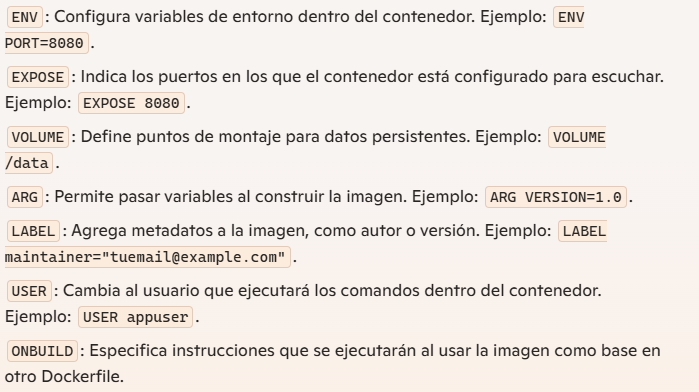 ENV : Configura variables de entorno dentro del contenedor. Ejemplo: ENV
PORT=8080 .
EXPOSE : Indica los puertos en los que el contenedor está configurado para escuchar.
Ejemplo: EXPOSE 8080 .
VOLUME : Define puntos de montaje para datos persistentes. Ejemplo: VOLUME
/data .
ARG : Permite pasar variables al construir la imagen. Ejemplo: ARG VERSION=1.0 .
LABEL : Agrega metadatos a la imagen, como autor o versión. Ejemplo: LABEL
maintainer="tuemail@example.com" .
USER : Cambia al usuario que ejecutará los comandos dentro del contenedor.
Ejemplo: USER appuser .
ONBUILD : Especifica instrucciones que se ejecutarán al usar la imagen como base en
otro Dockerfile.